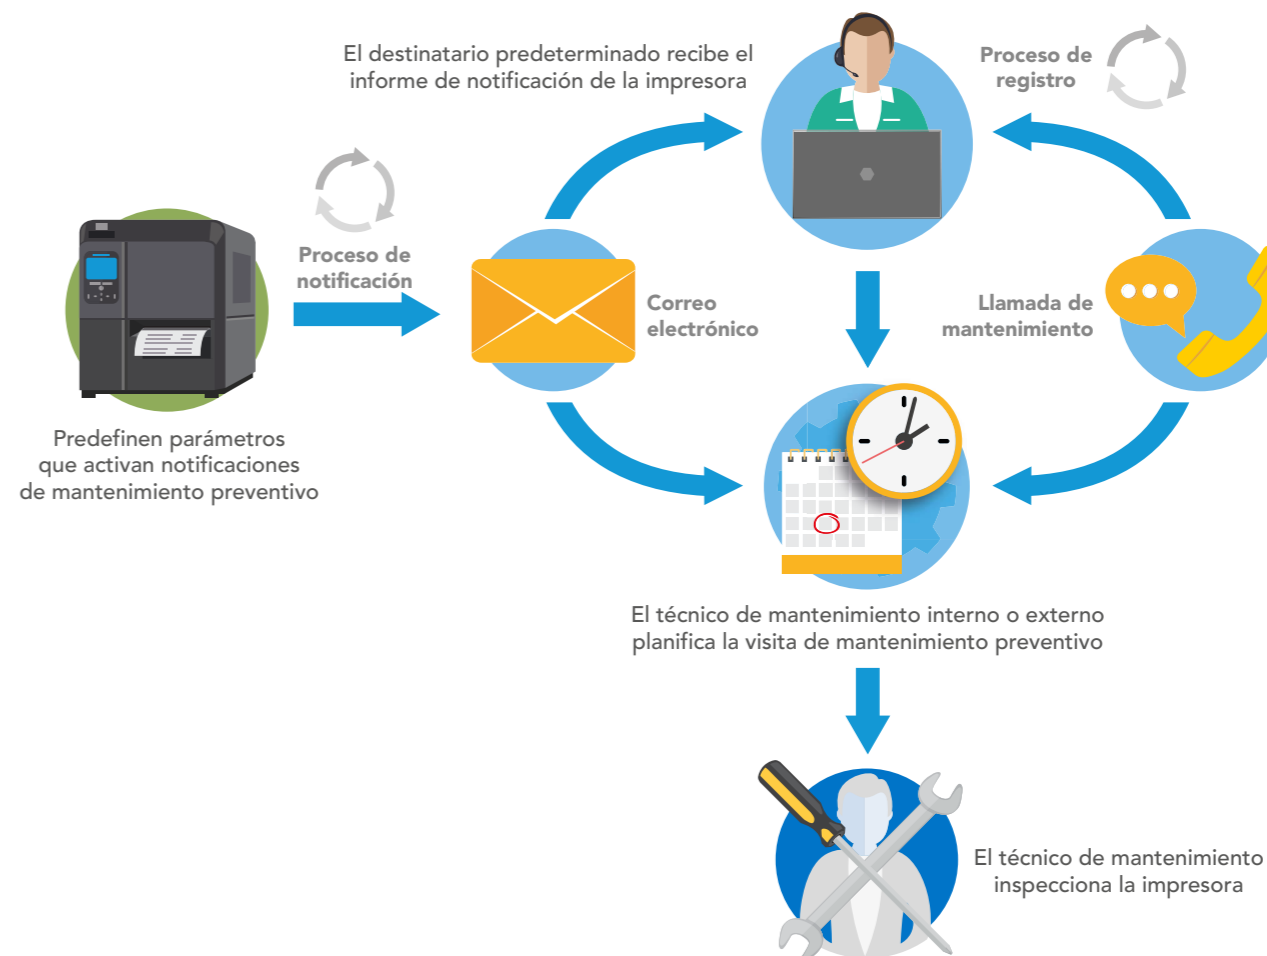 El destinatario predeterminado recibe el
informe de notificación de la impresora
Proceso de
registro
Proceso de
notificación
Correo
electrónico
Llamada de
mantenimiento
Predefinen parámetros
que activan notificaciones
de mantenimiento preventivo
El técnico de mantenimiento interno o externo
planifica la visita de mantenimiento preventivo
El técnico de mantenimiento
inspecciona la impresora